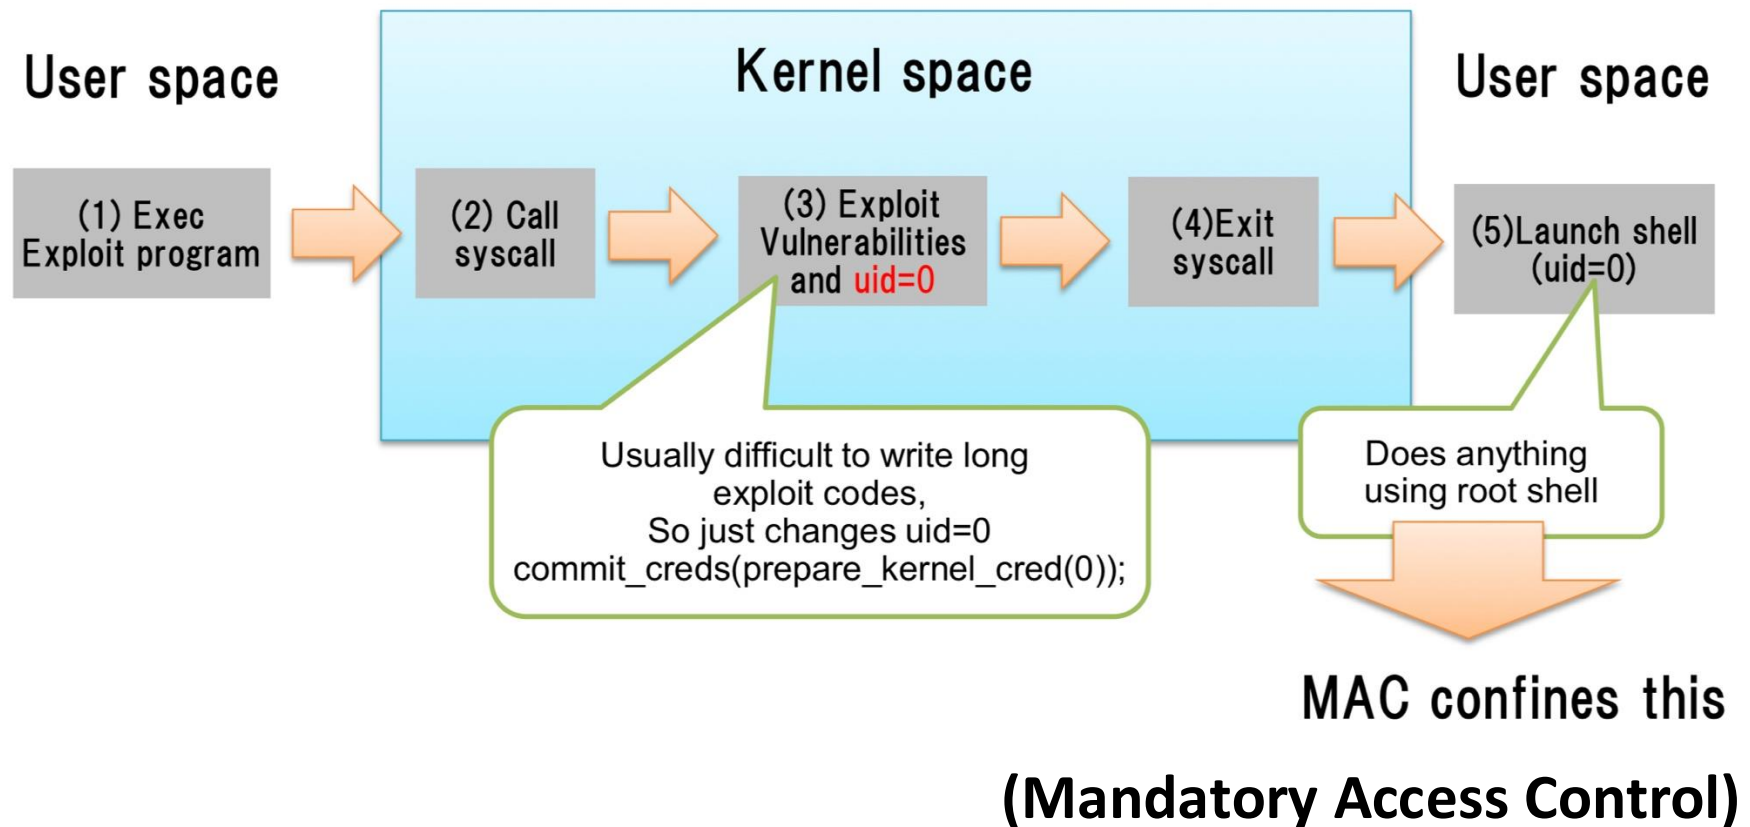 User space
Kernel space
User space
(1) Exec
Exploit program
(2) Call
syscall
(3) Exploit
Vulnerabilities
and uid=0
(4)Exit
syscall
(5)Launch shell
(uid=0)
Usually difficult to write long
exploit codes,
So just changes uid=0
commit_creds(prepare_kernel_cred(0));
Does anything
using root shell
MAC confines this
(Mandatory Access Control)